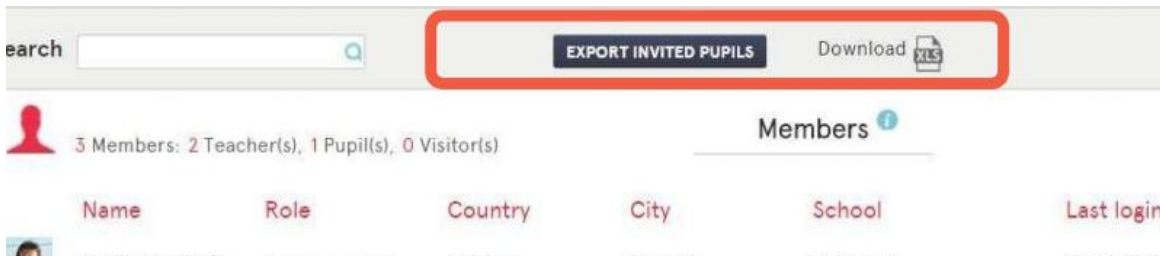 earch EXPORT INVITED PUPILS Download XLS
Members
3 Members: 2 Teacher(s), 1 Pupil(s), 0 Visitor(s)
Name Role Country City School Last login